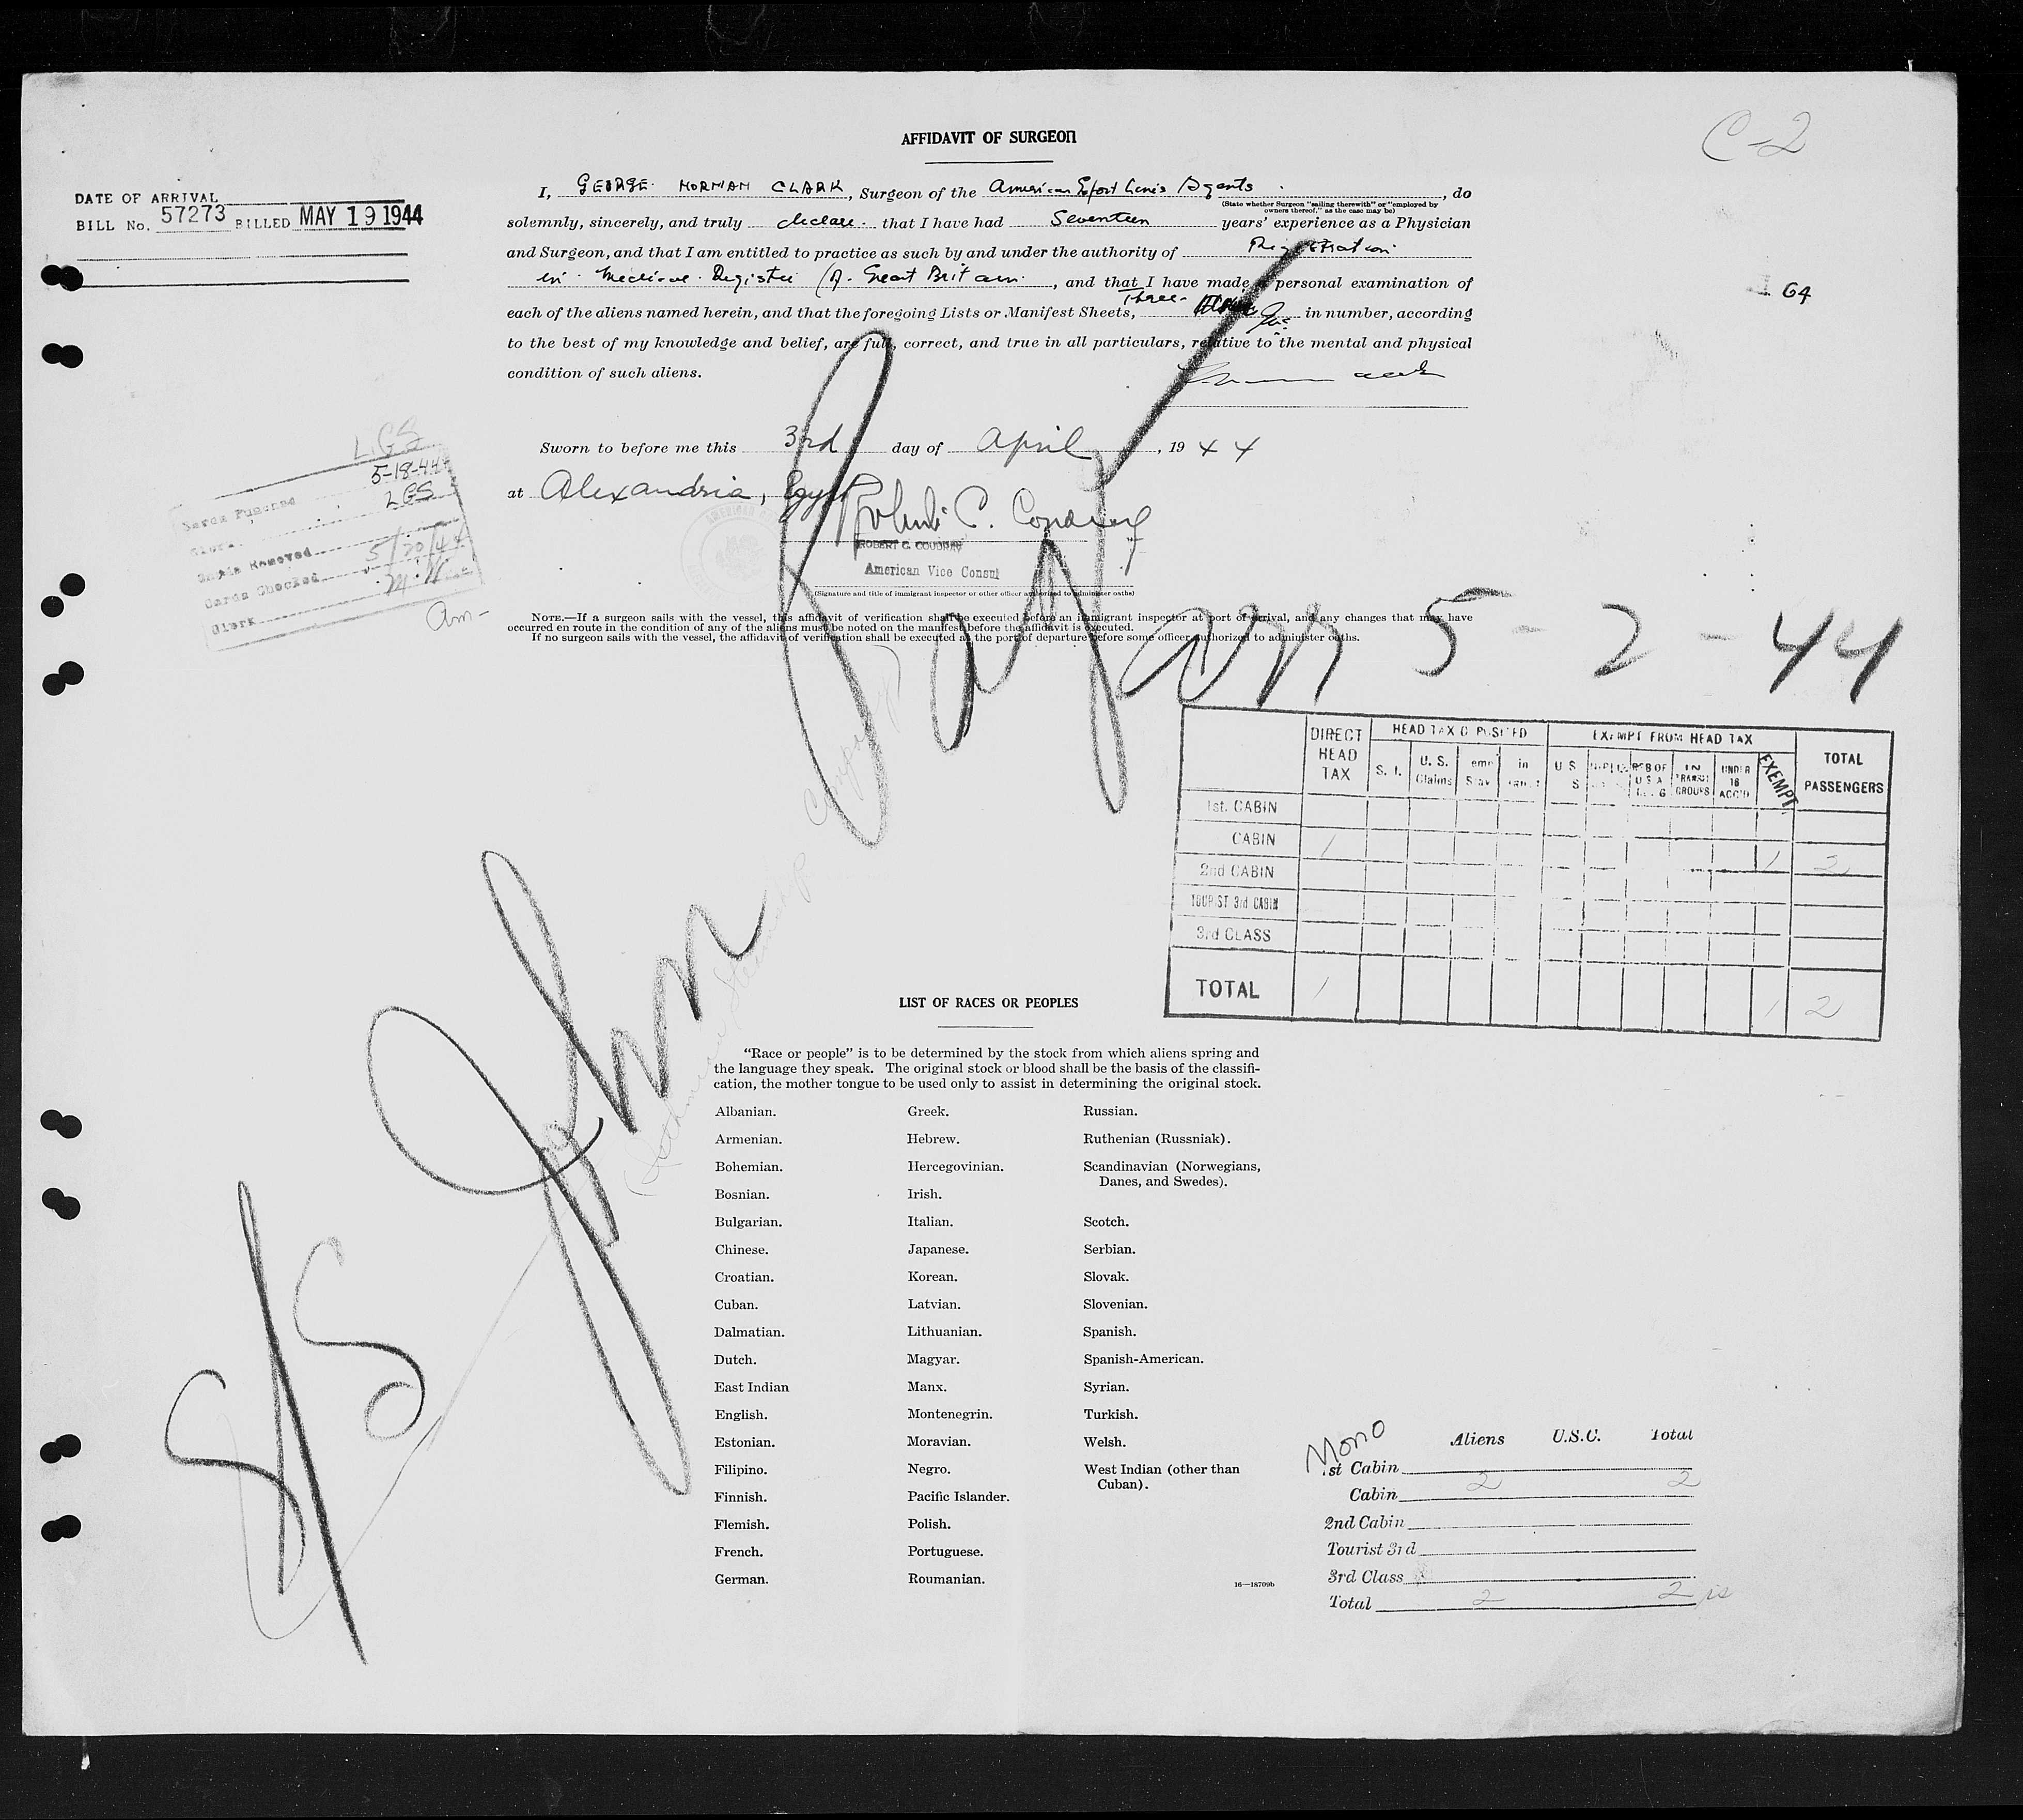 C-2
AFFIDAVIT OF SURGEON
DATE OF ARRIVAL
BILL No. 57273 BILLED MAY 19 1944
I, GEORGE NORMAN CLARK, Surgeon of the American Export Lines Agents, do
(State whether Surgeon "sailing therewith" or "employed by
owners thereof," as the case may be)
solemnly, sincerely, and truly declare that I have had Seventeen years' experience as a Physician
and Surgeon, and that I am entitled to practice as such by and under the authority of Registration
in Medical Register (of Great Britain, and that I have made a personal examination of
64
Three
each of the aliens named herein, and that the foregoing Lists or Manifest Sheets, in number, according
to the best of my knowledge and belief, are full, correct, and true in all particulars, relative to the mental and physical
condition of such aliens.
Sworn to before me this 3rd day of April, 1944
at Alexandria, Egypt
Robert C. Coudray
ROBERT C. COUDRAY
American Vice Consul
(Signature and title of immigrant inspector or other officer authorized to administer oaths)
LGS
5-18-44
Cards Punched
LGS
Clerk
Removed
5/20/44
Cards Checked
M.W.
Clerk
am-
NOTE.—If a surgeon sails with the vessel, this affidavit of verification shall be executed before an immigrant inspector at port of arrival, and any changes that may have
occurred en route in the condition of any of the aliens must be noted on the manifest before the affidavit is executed.
If no surgeon sails with the vessel, the affidavit of verification shall be executed at the port of departure before some officer authorized to administer oaths.
5-2-44
S/S John
DIRECT HEAD TAX
HEAD TAX DEPOSITED
EXEMPT FROM HEAD TAX
TOTAL PASSENGERS
S. I.
U. S. Claims
in
U S
IN TRANSIT GROUPS
UNDER 16 ACC'D
EXEMPT
1st. CABIN
CABIN 1 1 2
2nd CABIN
TOURIST 3rd CABIN
3rd CLASS
TOTAL 1 1 2
LIST OF RACES OR PEOPLES
"Race or people" is to be determined by the stock from which aliens spring and
the language they speak. The original stock or blood shall be the basis of the classifi-
cation, the mother tongue to be used only to assist in determining the original stock.
Albanian.
Armenian.
Bohemian.
Bosnian.
Bulgarian.
Chinese.
Croatian.
Cuban.
Dalmatian.
Dutch.
East Indian
English.
Estonian.
Filipino.
Finnish.
Flemish.
French.
German.
Greek.
Hebrew.
Hercegovinian.
Irish.
Italian.
Japanese.
Korean.
Latvian.
Lithuanian.
Magyar.
Manx.
Montenegrin.
Moravian.
Negro.
Pacific Islander.
Polish.
Portuguese.
Roumanian.
Russian.
Ruthenian (Russniak).
Scandinavian (Norwegians,
Danes, and Swedes).
Scotch.
Serbian.
Slovak.
Slovenian.
Spanish.
Spanish-American.
Syrian.
Turkish.
Welsh.
West Indian (other than
Cuban).
16—18709b
Mono
Aliens U.S.C. Total
1st Cabin
Cabin 2 2
2nd Cabin
Tourist 3rd
3rd Class
Total 2 2